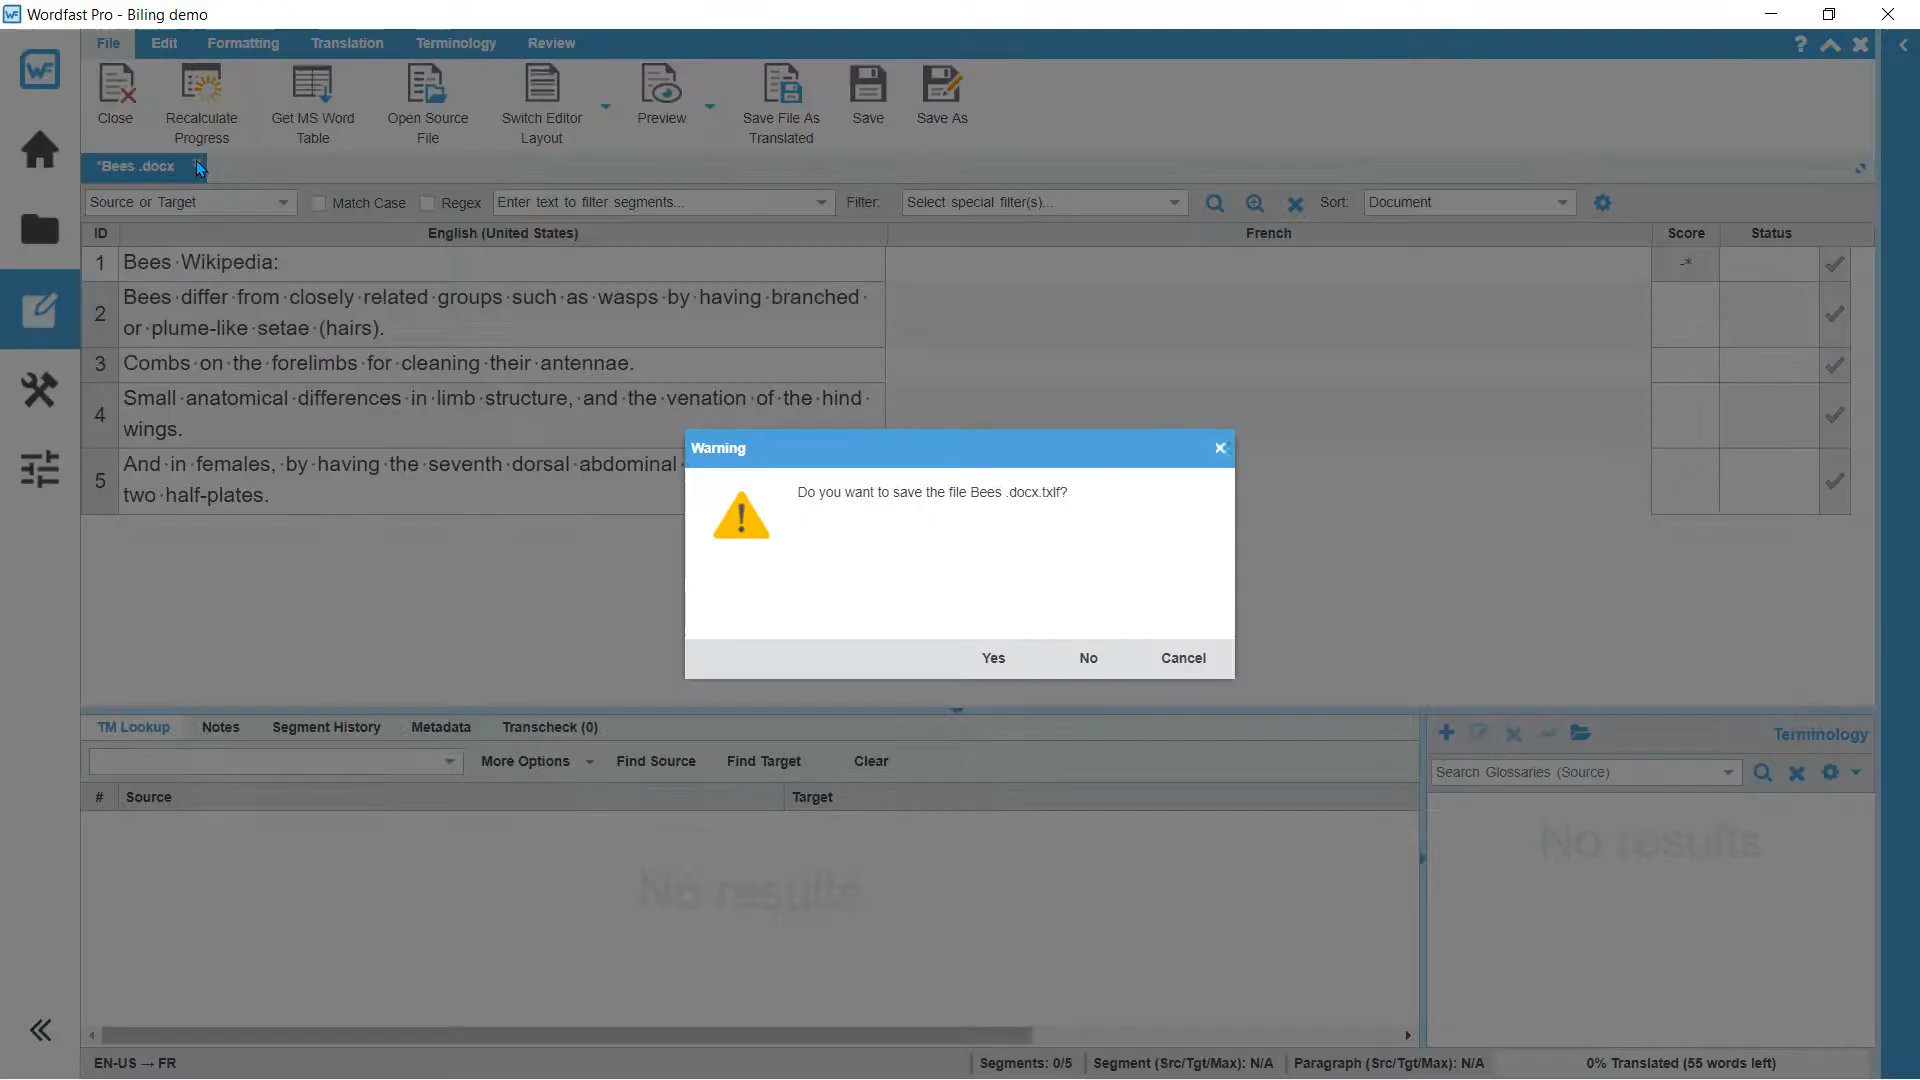 Wordfast Pro - Biling demo
File Edit Formatting Translation Terminology Review
Close
Recalculate Progress
Get MS Word Table
Open Source File
Switch Editor Layout
Preview
Save File As Translated
Save
Save As
*Bees .docx
Source or Target Match Case Regex Enter text to filter segments... Filter: Select special filter(s)... Sort: Document
ID English (United States) French Score Status
1 Bees·Wikipedia: -*
2 Bees·differ·from·closely·related·groups·such·as·wasps·by·having·branched·
or·plume-like·setae·(hairs).
3 Combs·on·the·forelimbs·for·cleaning·their·antennae.
4 Small·anatomical·differences·in·limb·structure,·and·the·venation·of·the·hind·
wings.
5 And·in·females,·by·having·the·seventh·dorsal·abdominal·
two·half-plates.
Warning
Do you want to save the file Bees .docx.txlf?
Yes No Cancel
TM Lookup Notes Segment History Metadata Transcheck (0)
More Options Find Source Find Target Clear
# Source Target
No results
Terminology
Search Glossaries (Source)
No results
EN-US → FR Segments: 0/5 Segment (Src/Tgt/Max): N/A Paragraph (Src/Tgt/Max): N/A 0% Translated (55 words left)